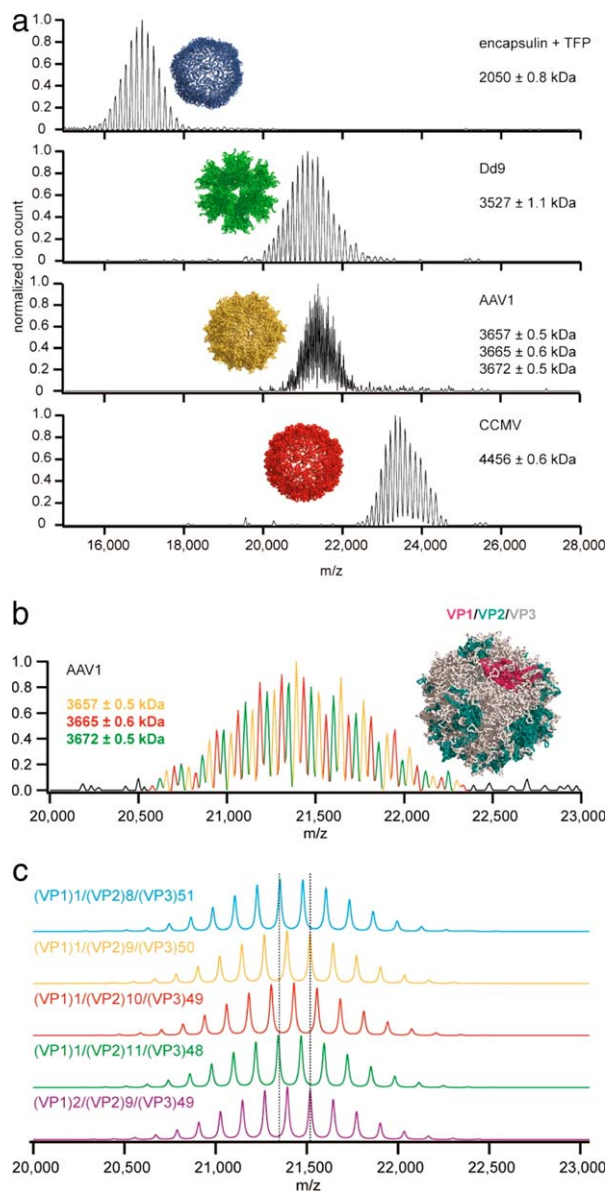 a
normalized ion count
1.0
0.8
0.6
0.4
0.2
0
encapsulin + TFP
2050 ± 0.8 kDa
1.0
0.8
0.6
0.4
0.2
0.0
Dd9
3527 ± 1.1 kDa
1.0
0.8
0.6
0.4
0.2
0.0
AAV1
3657 ± 0.5 kDa
3665 ± 0.6 kDa
3672 ± 0.5 kDa
1.0
0.8
0.6
0.4
0.2
0
CCMV
4456 ± 0.6 kDa
16,000 18,000 20,000 22,000 24,000 26,000 28,000
m/z
b
VP1/VP2/VP3
1.0
0.8
0.6
0.4
0.2
0.0
AAV1
3657 ± 0.5 kDa
3665 ± 0.6 kDa
3672 ± 0.5 kDa
20,000 20,500 21,000 21,500 22,000 22,500 23,000
m/z
c
(VP1)1/(VP2)8/(VP3)51
(VP1)1/(VP2)9/(VP3)50
(VP1)1/(VP2)10/(VP3)49
(VP1)1/(VP2)11/(VP3)48
(VP1)2/(VP2)9/(VP3)49
20,000 20,500 21,000 21,500 22,000 22,500 23,000
m/z